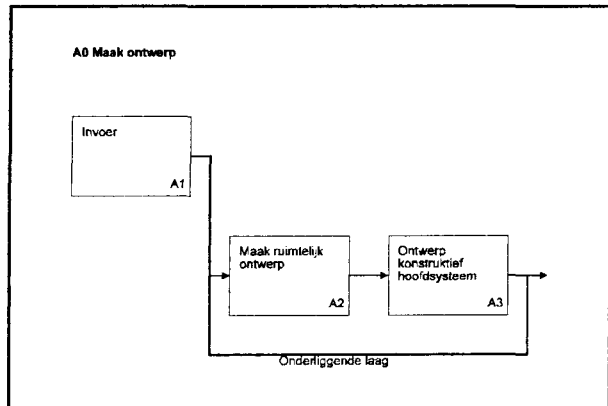 A0 Maak ontwerp
Invoer
A1
Maak ruimtelijk
ontwerp
A2
Ontwerp
konstruktief
hoofdsysteem
A3
Onderliggende laag